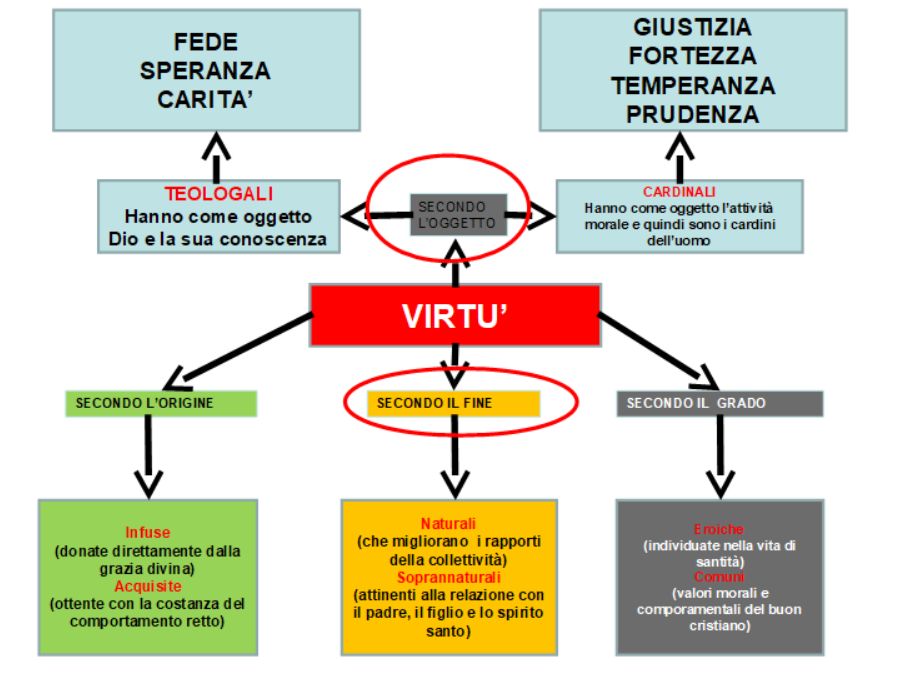 FEDE
SPERANZA
CARITA'
GIUSTIZIA
FORTEZZA
TEMPERANZA
PRUDENZA
TEOLOGALI
Hanno come oggetto
Dio e la sua conoscenza
SECONDO
L'OGGETTO
CARDINALI
Hanno come oggetto l'attività
morale e quindi sono i cardini
dell'uomo
VIRTU'
SECONDO L'ORIGINE
SECONDO IL FINE
SECONDO IL GRADO
Infuse
(donate direttamente dalla
grazia divina)
Acquisite
(ottente con la costanza del
comportamento retto)
Naturali
(che migliorano i rapporti
della collettività)
Soprannaturali
(attinenti alla relazione con
il padre, il figlio e lo spirito
santo)
Eroiche
(individuate nella vita di
santità)
Comuni
(valori morali e
comporamentali del buon
cristiano)